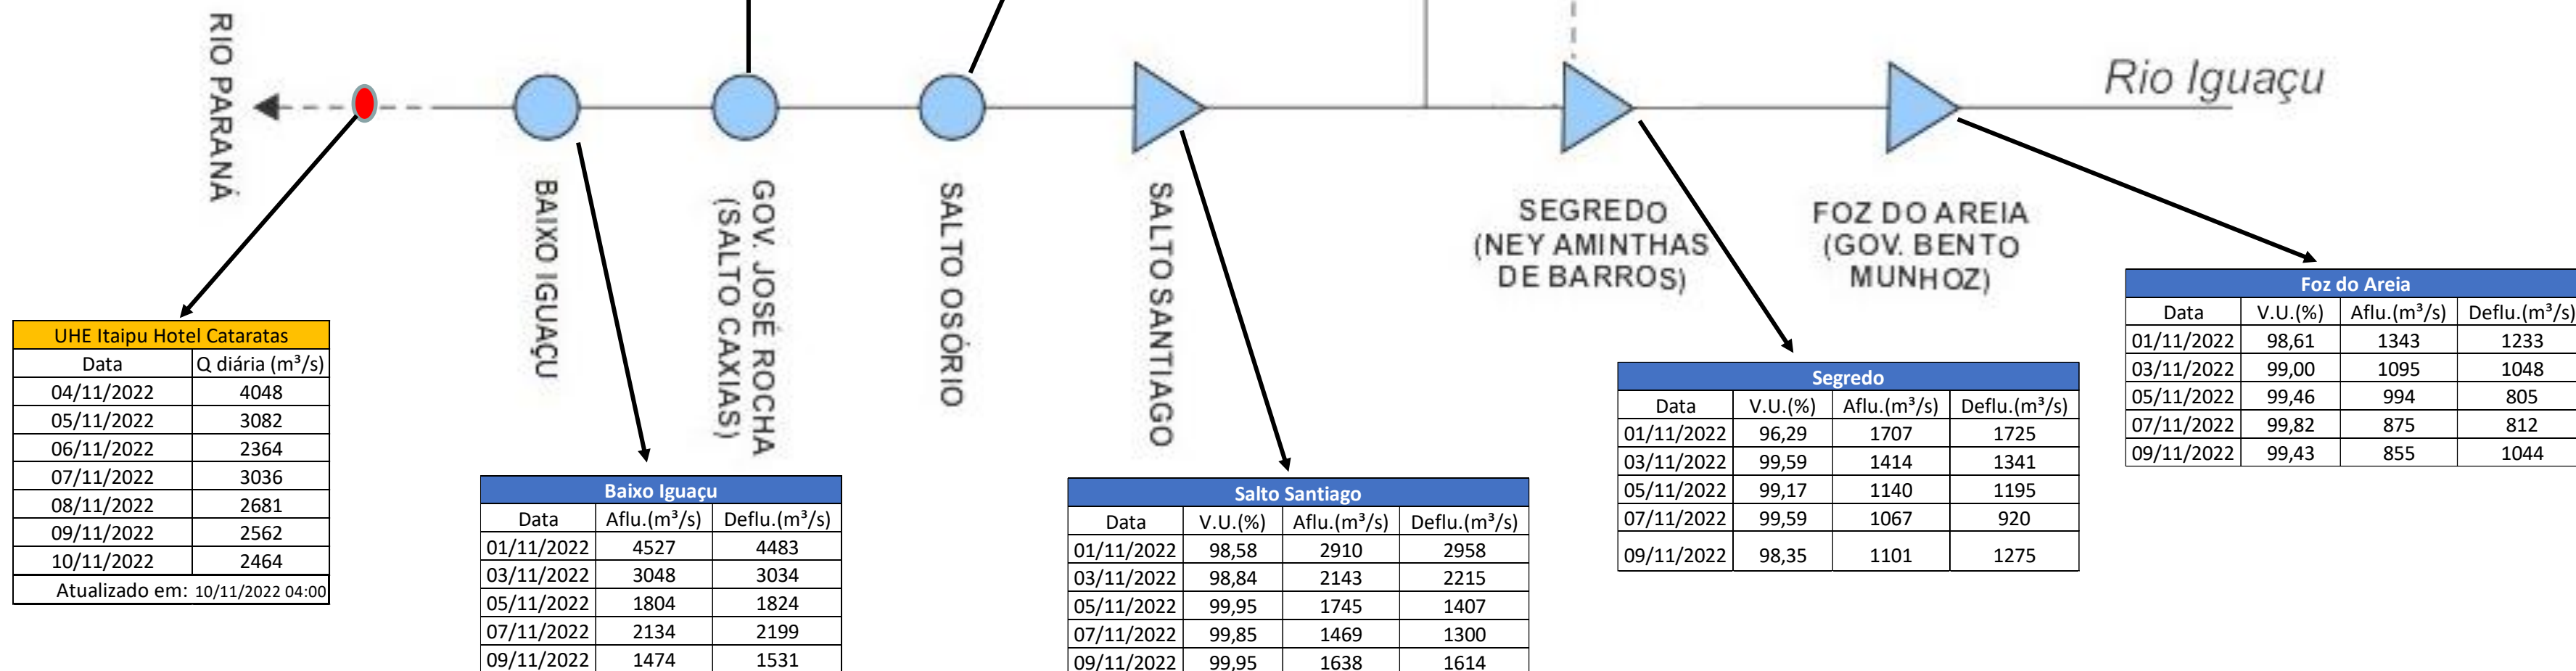 RIO PARANÁ
Rio Iguaçu
BAIXO IGUAÇU
GOV. JOSÉ ROCHA
(SALTO CAXIAS)
SALTO OSÓRIO
SALTO SANTIAGO
SEGREDO
(NEY AMINTHAS
DE BARROS)
FOZ DO AREIA
(GOV. BENTO
MUNHOZ)
UHE Itaipu Hotel Cataratas
Data Q diária (m³/s)
04/11/2022 4048
05/11/2022 3082
06/11/2022 2364
07/11/2022 3036
08/11/2022 2681
09/11/2022 2562
10/11/2022 2464
Atualizado em: 10/11/2022 04:00
Baixo Iguaçu
Data Aflu.(m³/s) Deflu.(m³/s)
01/11/2022 4527 4483
03/11/2022 3048 3034
05/11/2022 1804 1824
07/11/2022 2134 2199
09/11/2022 1474 1531
Salto Santiago
Data V.U.(%) Aflu.(m³/s) Deflu.(m³/s)
01/11/2022 98,58 2910 2958
03/11/2022 98,84 2143 2215
05/11/2022 99,95 1745 1407
07/11/2022 99,85 1469 1300
09/11/2022 99,95 1638 1614
Segredo
Data V.U.(%) Aflu.(m³/s) Deflu.(m³/s)
01/11/2022 96,29 1707 1725
03/11/2022 99,59 1414 1341
05/11/2022 99,17 1140 1195
07/11/2022 99,59 1067 920
09/11/2022 98,35 1101 1275
Foz do Areia
Data V.U.(%) Aflu.(m³/s) Deflu.(m³/s)
01/11/2022 98,61 1343 1233
03/11/2022 99,00 1095 1048
05/11/2022 99,46 994 805
07/11/2022 99,82 875 812
09/11/2022 99,43 855 1044